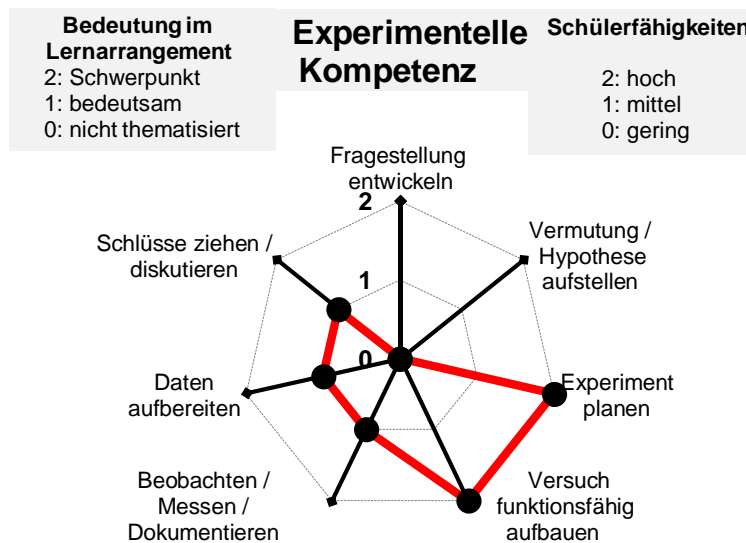 Bedeutung im
Lernarrangement
2: Schwerpunkt
1: bedeutsam
0: nicht thematisiert
Experimentelle
Kompetenz
Schülerfähigkeiten
2: hoch
1: mittel
0: gering
Fragestellung
entwickeln
2
Vermutung /
Hypothese
aufstellen
Schlüsse ziehen /
diskutieren
1
0
Experiment
planen
Daten
aufbereiten
Versuch
funktionsfähig
aufbauen
Beobachten /
Messen /
Dokumentieren